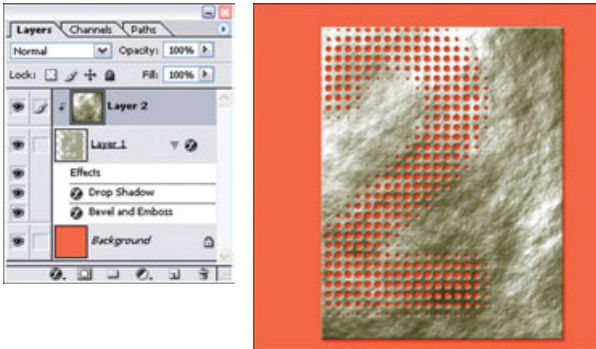 Layers Channels Paths
Normal Opacity: 100%
Lock: Fill: 100%
Layer 2
Layer 1
Effects
Drop Shadow
Bevel and Emboss
Background